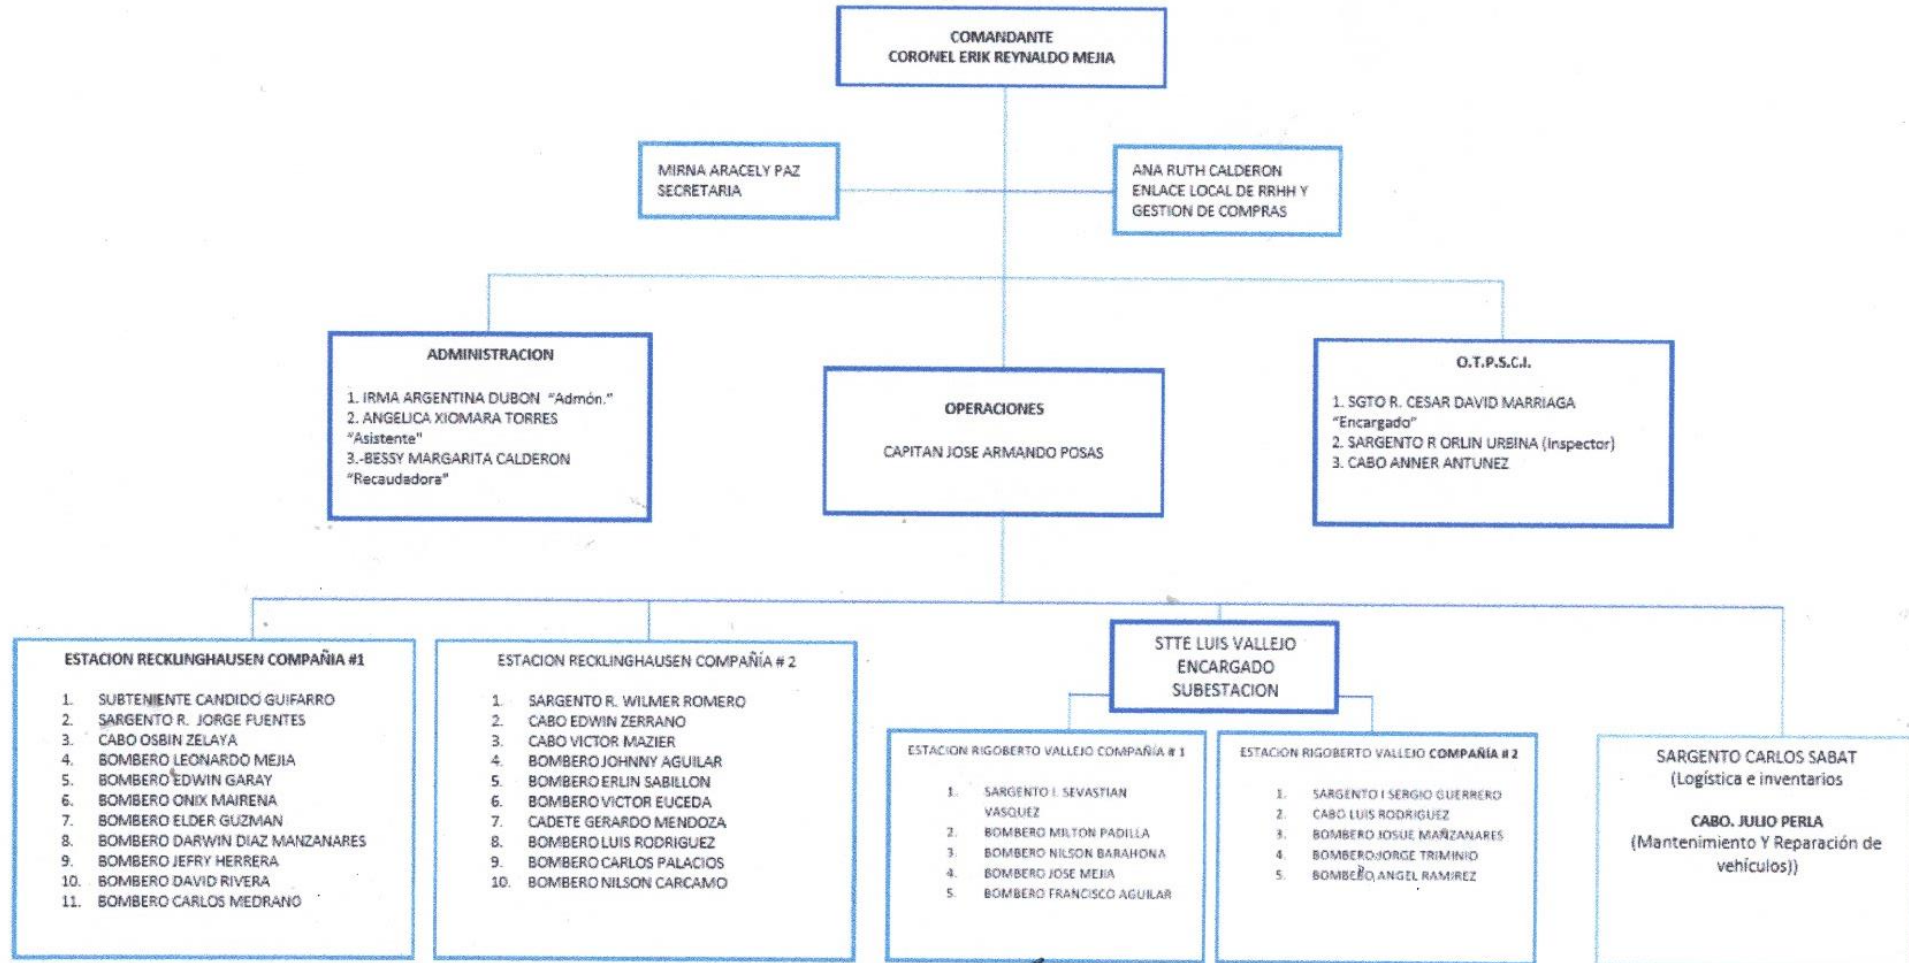 COMANDANTE
CORONEL ERIK REYNALDO MEJIA
MIRNA ARACELY PAZ
SECRETARIA
ANA RUTH CALDERON
ENLACE LOCAL DE RRHH Y
GESTION DE COMPRAS
ADMINISTRACION
1. IRMA ARGENTINA DUBON "Admón."
2. ANGELICA XIOMARA TORRES
"Asistente"
3.-BESSY MARGARITA CALDERON
"Recaudadora"
OPERACIONES
CAPITAN JOSE ARMANDO POSAS
O.T.P.S.C.I.
1. SGTO R. CESAR DAVID MARRIAGA
"Encargado"
2. SARGENTO R ORLIN URBINA (Inspector)
3. CABO ANNER ANTUNEZ
ESTACION RECKLINGHAUSEN COMPAÑIA #1
1. SUBTENIENTE CANDIDO GUIFARRO
2. SARGENTO R. JORGE FUENTES
3. CABO OSBIN ZELAYA
4. BOMBERO LEONARDO MEJIA
5. BOMBERO EDWIN GARAY
6. BOMBERO ONIX MAIRENA
7. BOMBERO ELDER GUZMAN
8. BOMBERO DARWIN DIAZ MANZANARES
9. BOMBERO JEFRY HERRERA
10. BOMBERO DAVID RIVERA
11. BOMBERO CARLOS MEDRANO
ESTACION RECKLINGHAUSEN COMPAÑÍA # 2
1. SARGENTO R. WILMER ROMERO
2. CABO EDWIN ZERRANO
3. CABO VICTOR MAZIER
4. BOMBERO JOHNNY AGUILAR
5. BOMBERO ERLIN SABILLON
6. BOMBERO VICTOR EUCEDA
7. CADETE GERARDO MENDOZA
8. BOMBERO LUIS RODRIGUEZ
9. BOMBERO CARLOS PALACIOS
10. BOMBERO NILSON CARCAMO
STTE LUIS VALLEJO
ENCARGADO
SUBESTACION
ESTACION RIGOBERTO VALLEJO COMPAÑÍA # 1
1. SARGENTO I. SEVASTIAN
VASQUEZ
2. BOMBERO MILTON PADILLA
3. BOMBERO NILSON BARAHONA
4. BOMBERO JOSE MEJIA
5. BOMBERO FRANCISCO AGUILAR
ESTACION RIGOBERTO VALLEJO COMPAÑÍA # 2
1. SARGENTO I SERGIO GUERRERO
2. CABO LUIS RODRIGUEZ
3. BOMBERO JOSUE MAÑZANARES
4. BOMBERO JORGE TRIMINIO
5. BOMBERO ANGEL RAMIREZ
SARGENTO CARLOS SABAT
(Logística e inventarios
CABO. JULIO PERLA
(Mantenimiento Y Reparación de
vehículos))